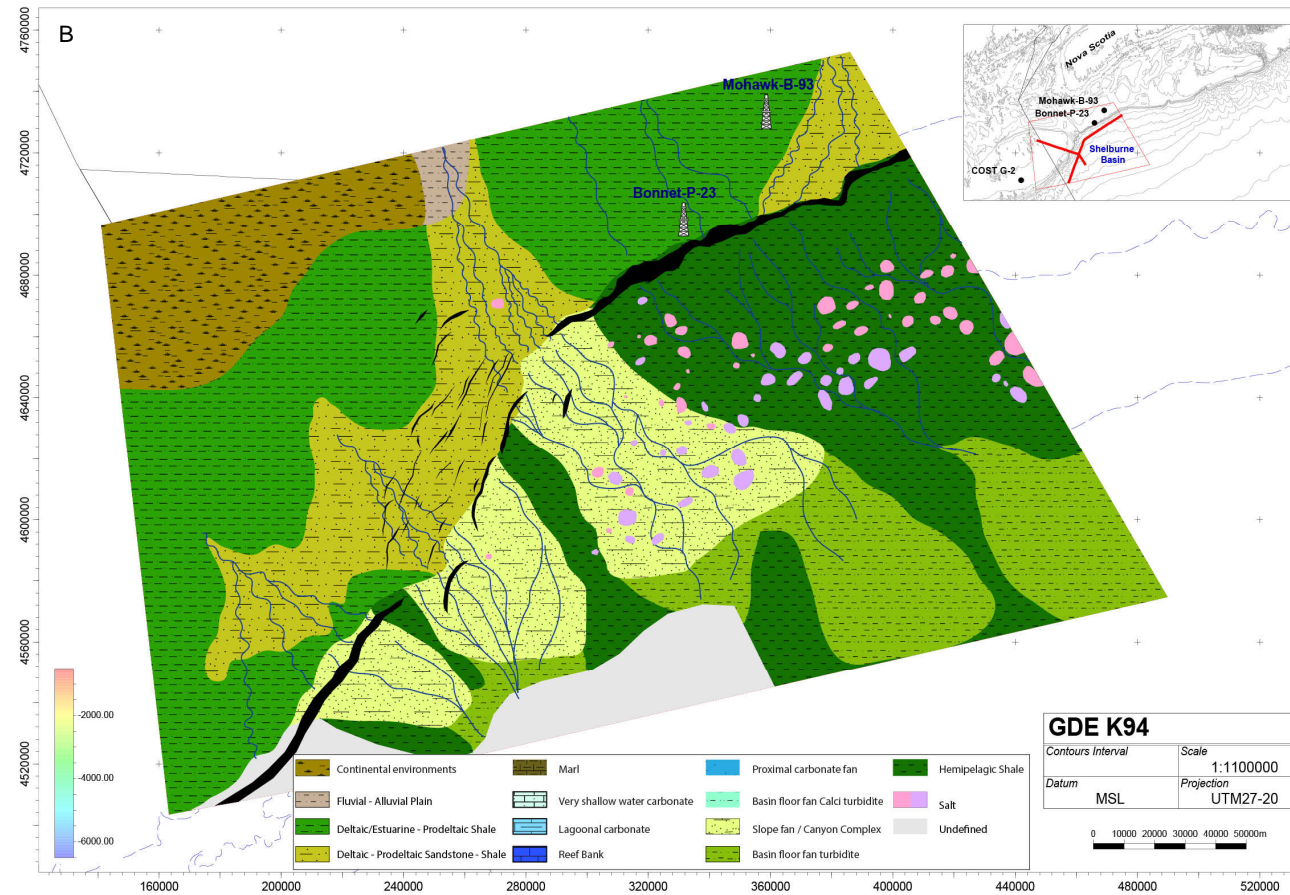 B
4760000
4720000
4680000
4640000
4600000
4560000
4520000
Mohawk-B-93
Bonnet-P-23
Nova Scotia
Mohawk-B-93
Bonnet-P-23
Shelburne
Basin
COST G-2
-2000.00
-4000.00
-6000.00
GDE K94
Contours Interval
Scale
1:1100000
Datum
MSL
Projection
UTM27-20
0 10000 20000 30000 40000 50000m
Continental environments
Fluvial - Alluvial Plain
Deltaic/Estuarine - Prodeltaic Shale
Deltaic - Prodeltaic Sandstone - Shale
Marl
Very shallow water carbonate
Lagoonal carbonate
Reef Bank
Proximal carbonate fan
Basin floor fan Calci turbidite
Slope fan / Canyon Complex
Basin floor fan turbidite
Hemipelagic Shale
Salt
Undefined
160000 200000 240000 280000 320000 360000 400000 440000 480000 520000